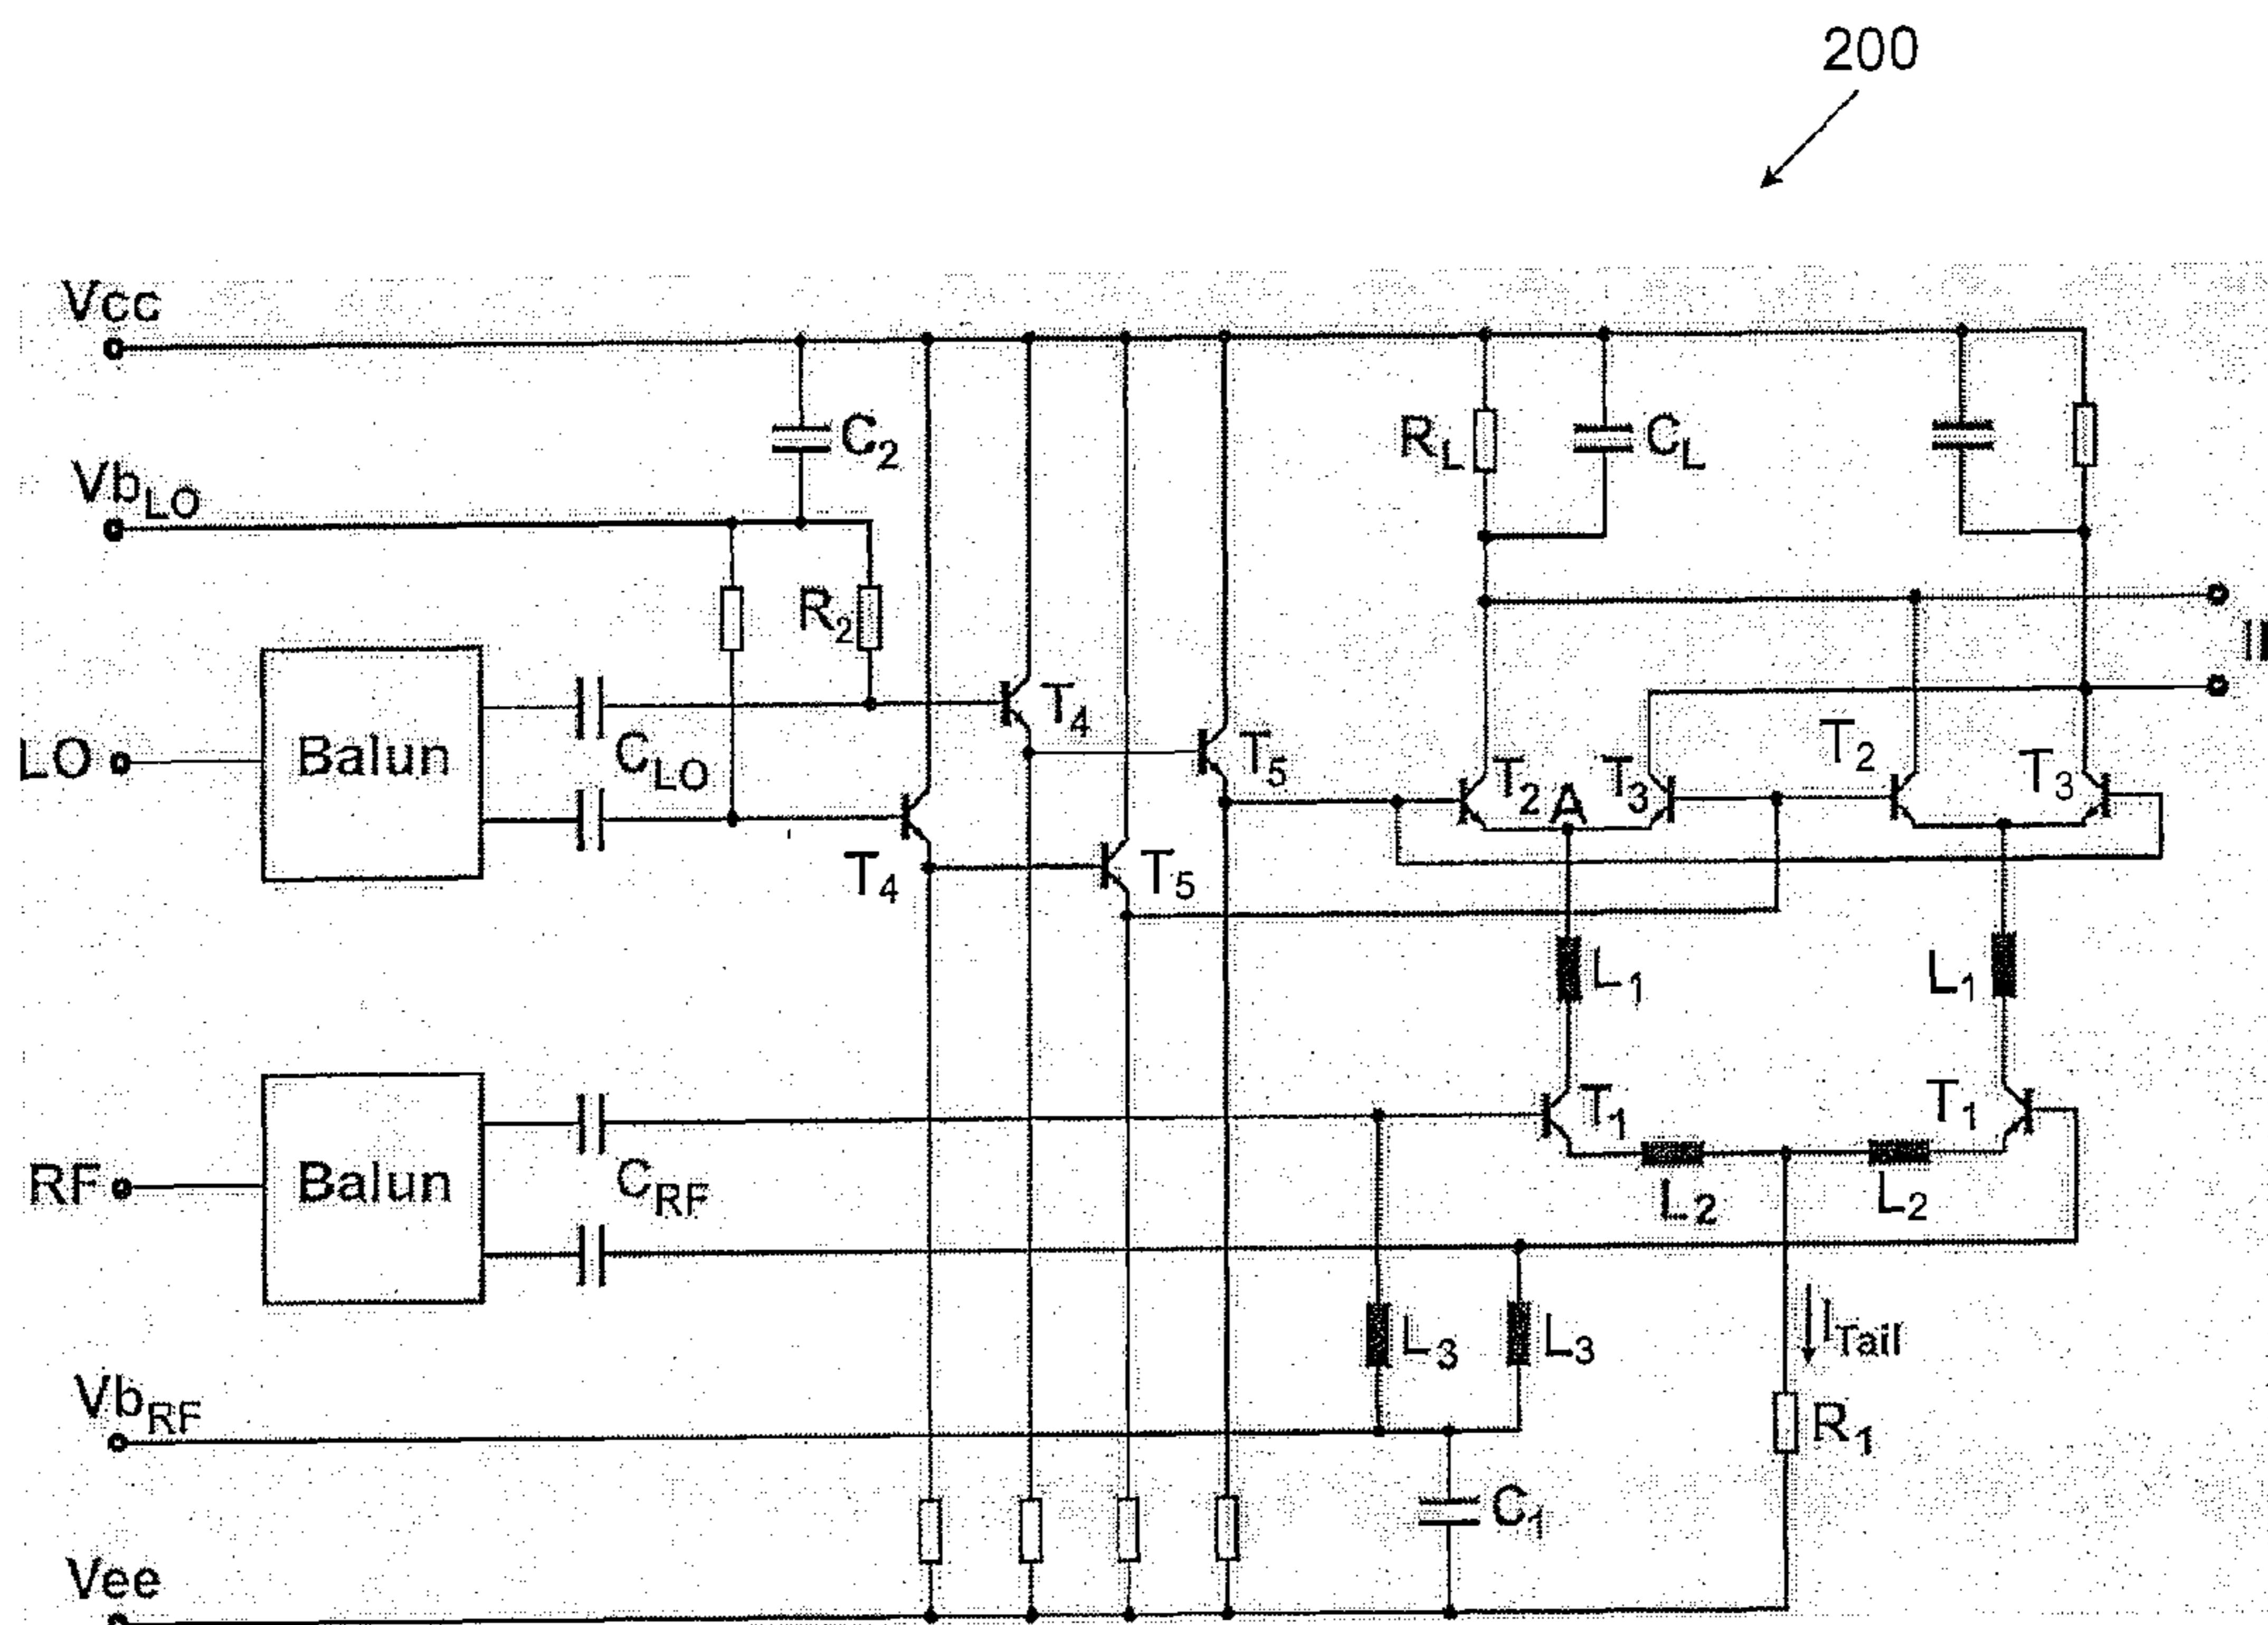 200
Vcc
C2
RL
CL
VbLO
R2
T4
LO
Balun
CLO
T5
T2
A
T3
T2
T3
T4
T5
L1
L1
RF
Balun
CRF
T1
T1
L2
L2
L3
L3
ITail
VbRF
R1
C1
Vee